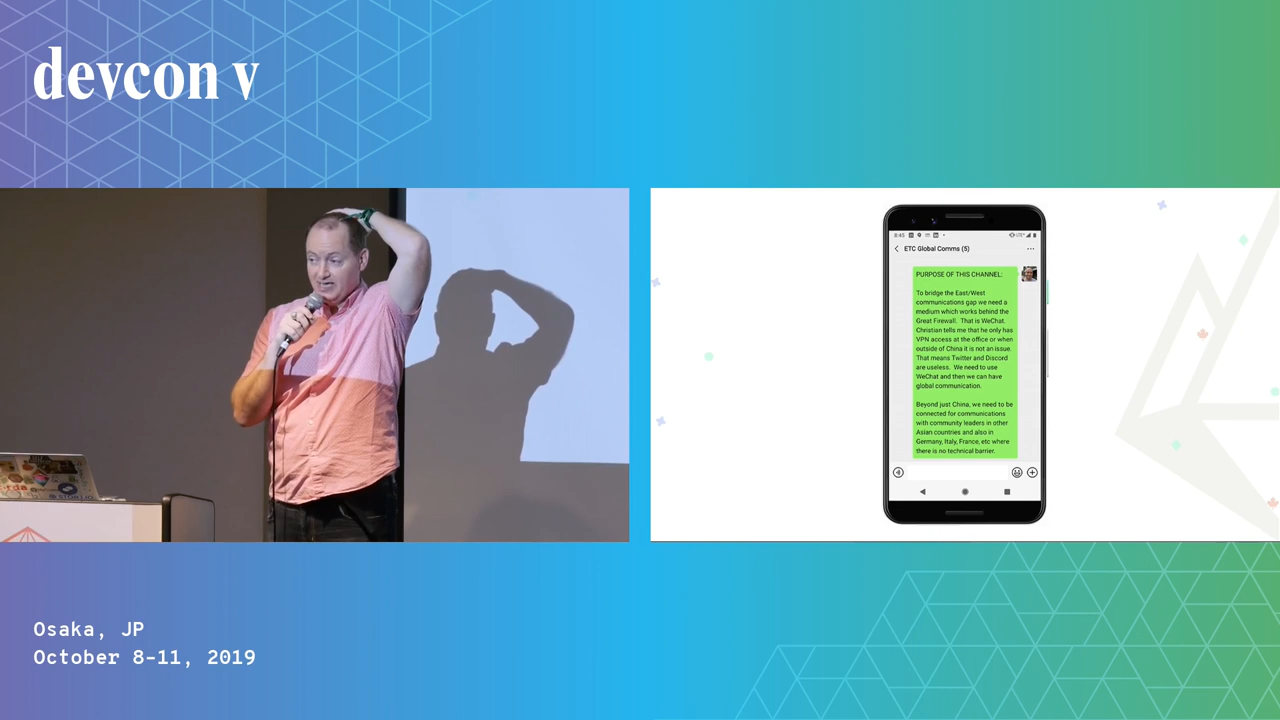 devcon v
8:45
ETC Global Comms (5)
PURPOSE OF THIS CHANNEL:
To bridge the East/West
communications gap we need a
medium which works behind the
Great Firewall. That is WeChat.
Christian tells me that he only has
VPN access at the office or when
outside of China it is not an issue.
That means Twitter and Discord
are useless. We need to use
WeChat and then we can have
global communication.
Beyond just China, we need to be
connected for communications
with community leaders in other
Asian countries and also in
Germany, Italy, France, etc where
there is no technical barrier.
Osaka, JP
October 8-11, 2019